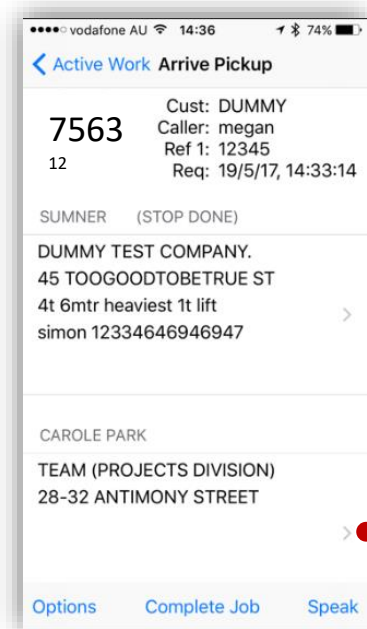 vodafone AU 14:36 74%
Active Work Arrive Pickup
7563
12
Cust: DUMMY
Caller: megan
Ref 1: 12345
Req: 19/5/17, 14:33:14
SUMNER (STOP DONE)
DUMMY TEST COMPANY.
45 TOOGOODTOBETRUE ST
4t 6mtr heaviest 1t lift
simon 12334646946947
CAROLE PARK
TEAM (PROJECTS DIVISION)
28-32 ANTIMONY STREET
Options Complete Job Speak